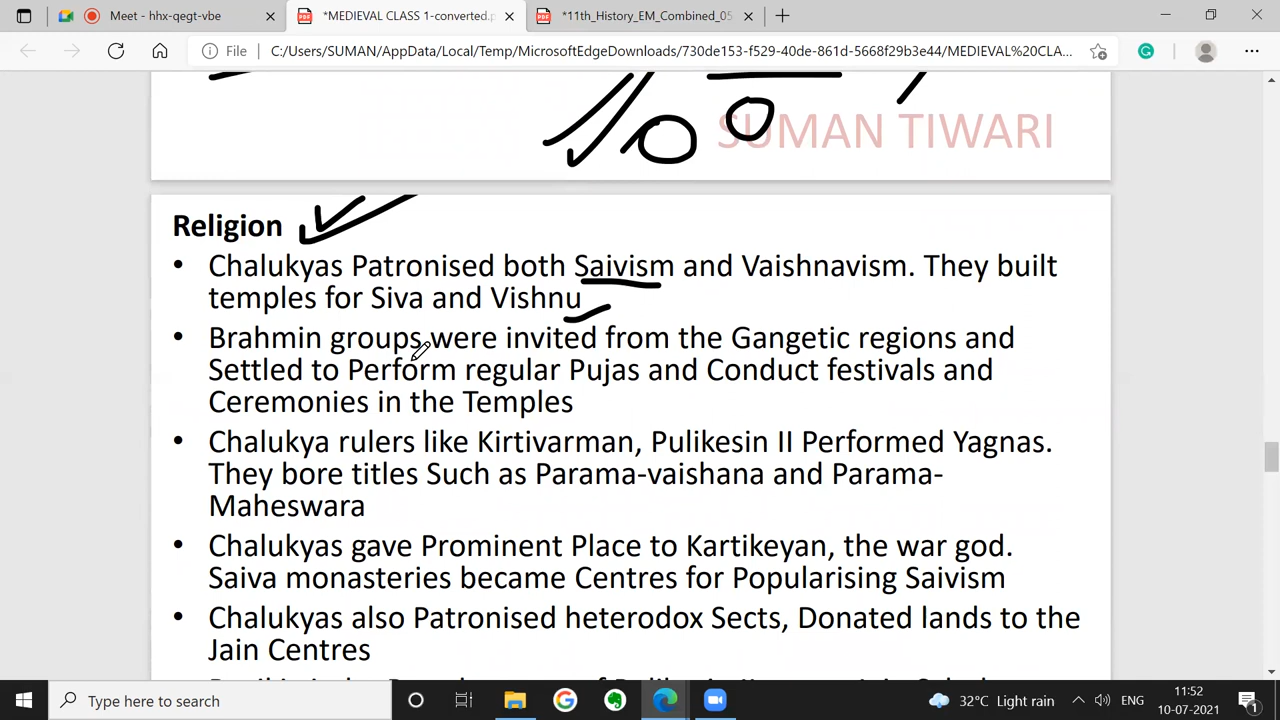 Meet - hhx-qegt-vbe
*MEDIEVAL CLASS 1-converted.p
*11th_History_EM_Combined_05
File
C:/Users/SUMAN/AppData/Local/Temp/MicrosoftEdgeDownloads/730de153-f529-40de-861d-5668f29b3e44/MEDIEVAL%20CLA...
SUMAN TIWARI
Religion
• Chalukyas Patronised both Saivism and Vaishnavism. They built
temples for Siva and Vishnu
• Brahmin groups were invited from the Gangetic regions and
Settled to Perform regular Pujas and Conduct festivals and
Ceremonies in the Temples
• Chalukya rulers like Kirtivarman, Pulikesin II Performed Yagnas.
They bore titles Such as Parama-vaishana and Parama-
Maheswara
• Chalukyas gave Prominent Place to Kartikeyan, the war god.
Saiva monasteries became Centres for Popularising Saivism
• Chalukyas also Patronised heterodox Sects, Donated lands to the
Jain Centres
Type here to search
32°C Light rain
ENG
11:52
10-07-2021